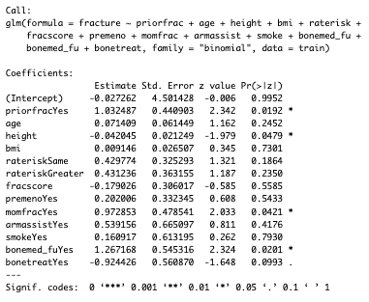 Call:
glm(formula = fracture ~ priorfrac + age + height + bmi + raterisk +
fracscore + premeno + momfrac + armassist + smoke + bonemed_fu +
bonemed_fu + bonetreat, family = "binomial", data = train)
Coefficients:
Estimate Std. Error z value Pr(>|z|)
(Intercept) -0.027262 4.501428 -0.006 0.9952
priorfracYes 1.032487 0.440903 2.342 0.0192 *
age 0.071409 0.061449 1.162 0.2452
height -0.042045 0.021249 -1.979 0.0479 *
bmi 0.009146 0.026507 0.345 0.7301
rateriskSame 0.429774 0.325293 1.321 0.1864
rateriskGreater 0.431236 0.363155 1.187 0.2350
fracscore -0.179026 0.306017 -0.585 0.5585
premenoYes 0.202006 0.332345 0.608 0.5433
momfracYes 0.972853 0.478541 2.033 0.0421 *
armassistYes 0.539156 0.665097 0.811 0.4176
smokeYes 0.160917 0.613195 0.262 0.7930
bonemed_fuYes 1.267168 0.545316 2.324 0.0201 *
bonetreatYes -0.924426 0.560870 -1.648 0.0993 .
---
Signif. codes: 0 ‘***’ 0.001 ‘**’ 0.01 ‘*’ 0.05 ‘.’ 0.1 ‘ ’ 1